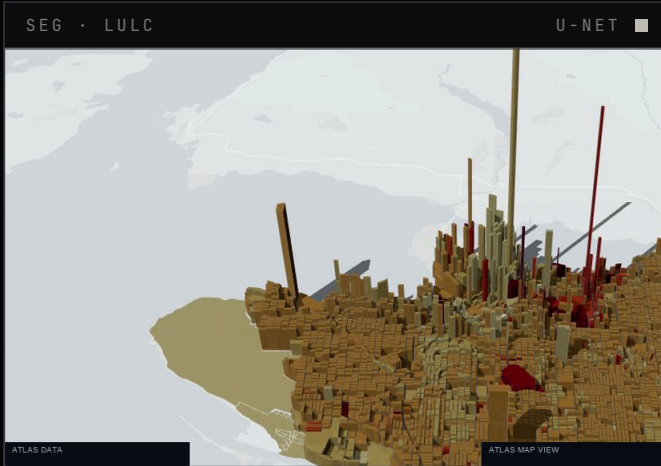 SEG · LULC
U-NET
ATLAS DATA
ATLAS MAP VIEW